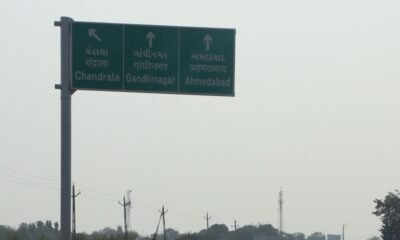 ચંદ્રાલા
चंद्राला
Chandrala
ગાંધીનગર
गांधीनगर
Gandhinagar
અમદાવાદ
अहमदाबाद
Ahmedabad